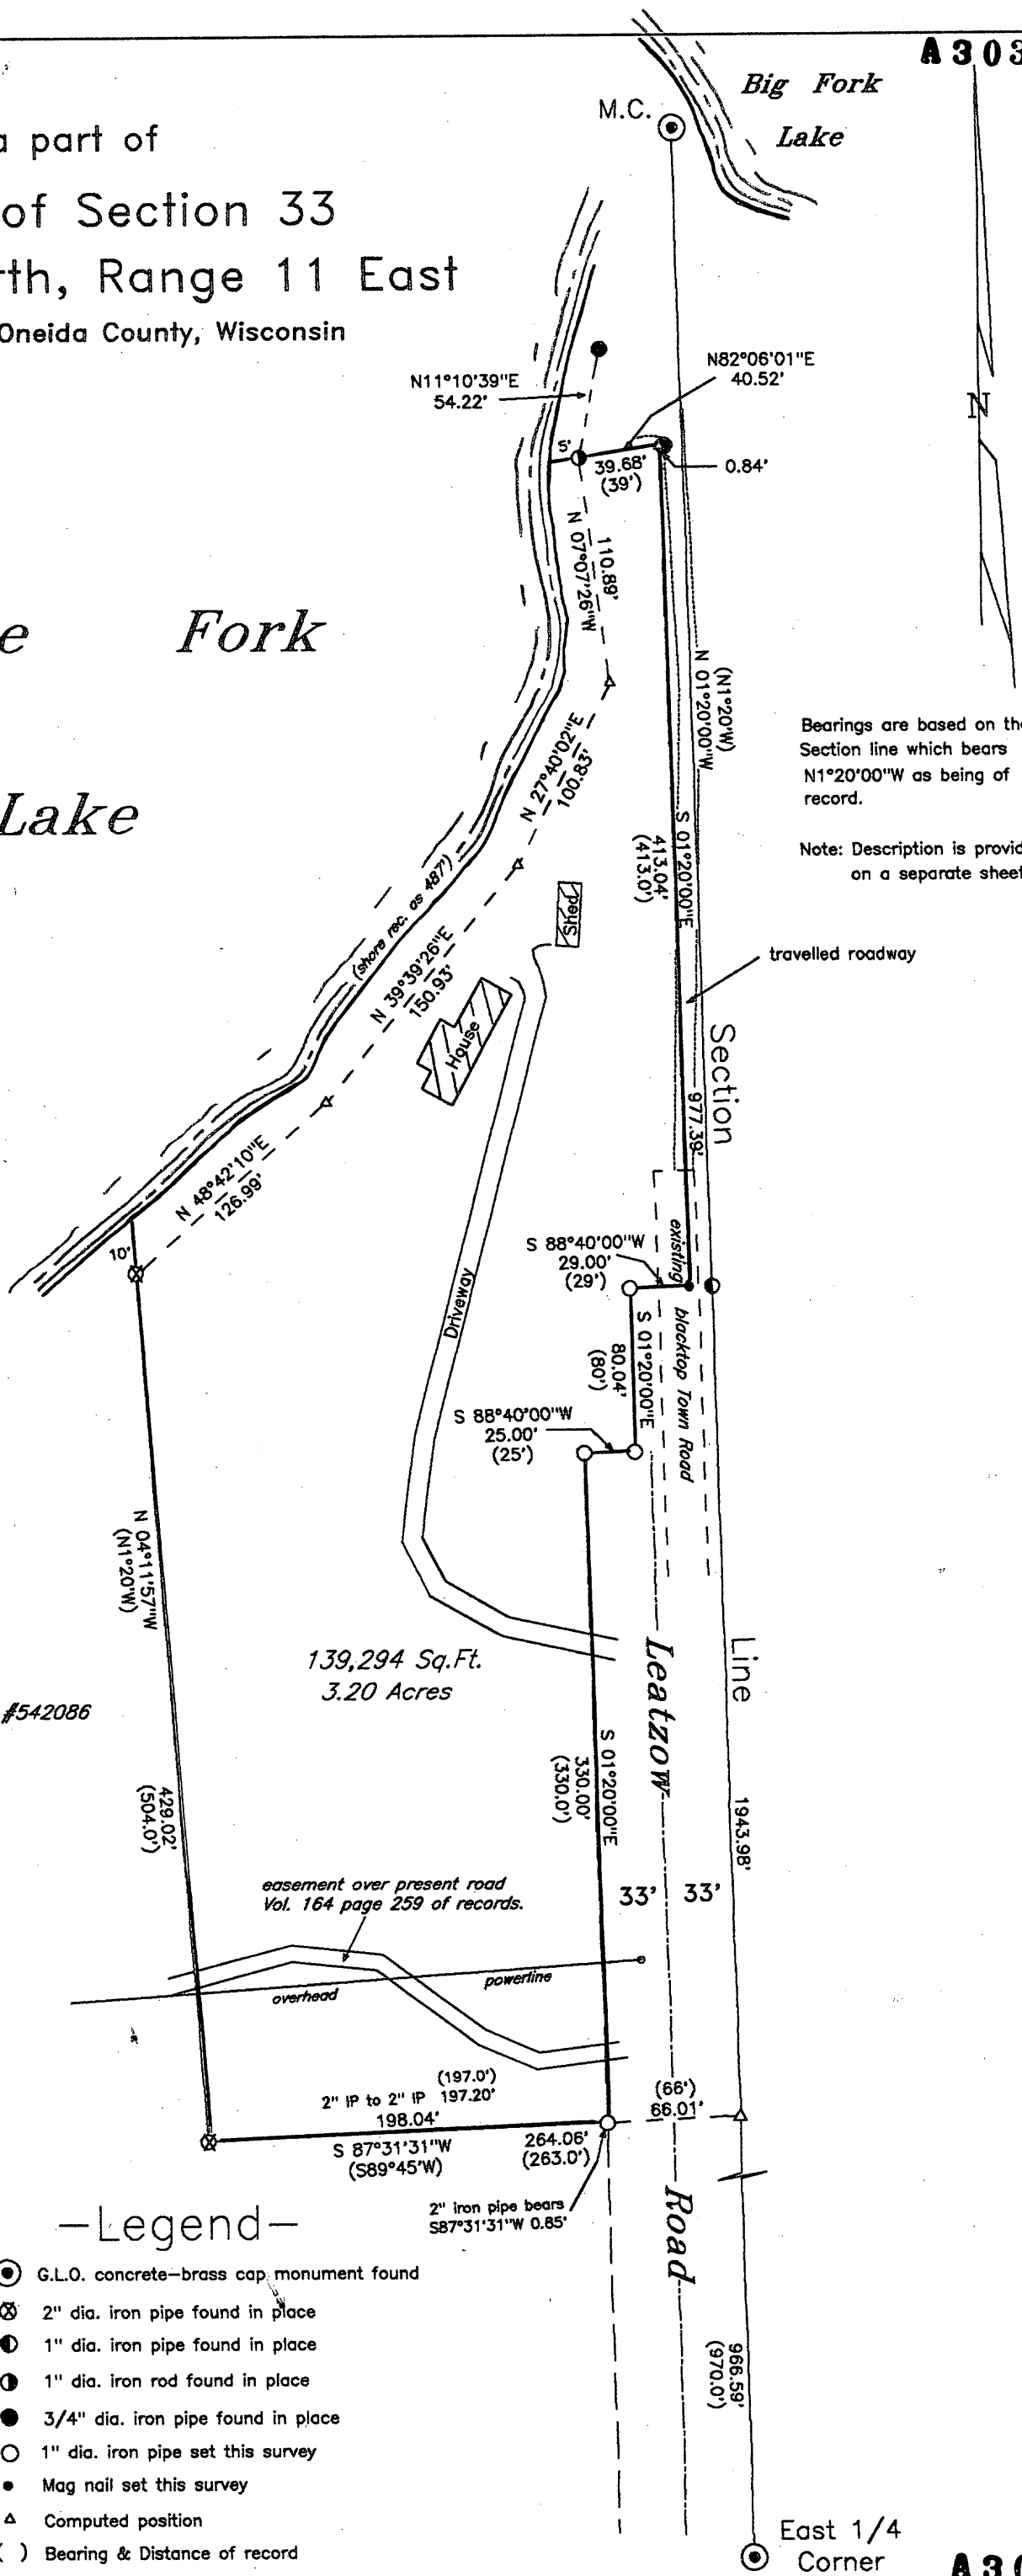 A303
Big Fork
Lake
M.C.
a part of
of Section 33
rth, Range 11 East
Oneida County, Wisconsin
N11°10'39"E
54.22'
N82°06'01"E
40.52'
5'
39.68'
(39')
0.84'
N
110.89'
N 07°07'26"W
e Fork
Lake
(N1°20'W)
N 01°20'00"W
Bearings are based on the
Section line which bears
N1°20'00"W as being of
record.
Note: Description is provid
on a separate sheet
N 27°40'02"E
100.83'
S 01°20'00"E
413.04'
(413.0')
(shore rec. as 487')
Shed
N 39°39'26"E
150.93'
travelled roadway
House
Section
977.39'
N 48°42'10"E
126.99'
10'
S 88°40'00"W
29.00'
(29')
existing
blacktop Town Road
Driveway
S 01°20'00"E
80.04'
(80')
S 88°40'00"W
25.00'
(25')
N 04°11'57"W
(N1°20'W)
139,294 Sq.Ft.
3.20 Acres
Leatzow
Line
#542086
S 01°20'00"E
330.00'
(330.0')
429.02'
(504.0')
1943.98'
easement over present road
Vol. 164 page 259 of records.
33' 33'
powerline
overhead
(197.0')
2" IP to 2" IP 197.20'
198.04'
S 87°31'31"W
(S89°45'W)
(66')
66.01'
264.06'
(263.0')
2" iron pipe bears
S87°31'31"W 0.85'
Road
—Legend—
G.L.O. concrete-brass cap monument found
2" dia. iron pipe found in place
1" dia. iron pipe found in place
1" dia. iron rod found in place
3/4" dia. iron pipe found in place
1" dia. iron pipe set this survey
Mag nail set this survey
Computed position
( ) Bearing & Distance of record
966.59'
(970.0')
East 1/4
Corner
A30